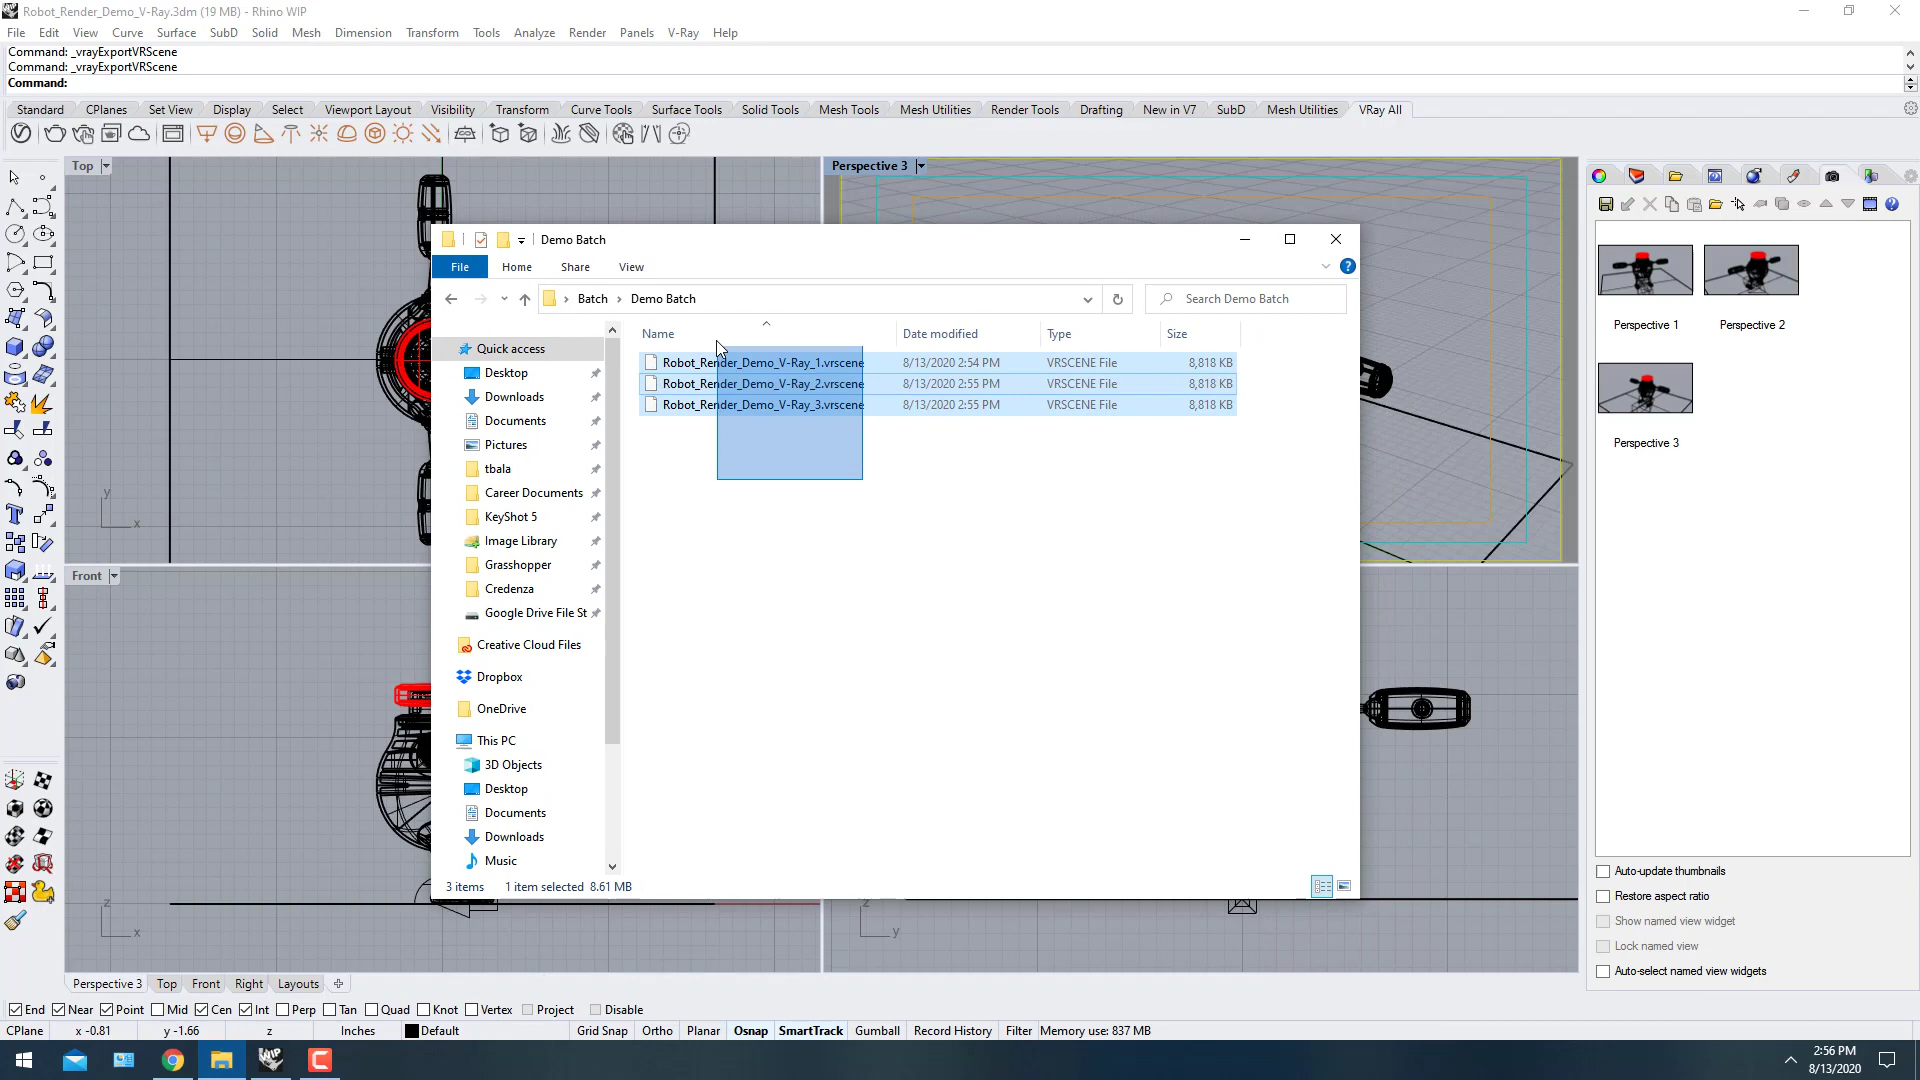 Robot_Render_Demo_V-Ray.3dm (19 MB) - Rhino WIP
File Edit View Curve Surface SubD Solid Mesh Dimension Transform Tools Analyze Render Panels V-Ray Help
Command: _vrayExportVRScene
Command: _vrayExportVRScene
Command:
Standard CPlanes Set View Display Select Viewport Layout Visibility Transform Curve Tools Surface Tools Solid Tools Mesh Tools Mesh Utilities Render Tools Drafting New in V7 SubD Mesh Utilities VRay All
Top
Perspective 3
Demo Batch
File Home Share View
Batch Demo Batch
Search Demo Batch
Name Date modified Type Size
Robot_Render_Demo_V-Ray_1.vrscene 8/13/2020 2:54 PM VRSCENE File 8,818 KB
Robot_Render_Demo_V-Ray_2.vrscene 8/13/2020 2:55 PM VRSCENE File 8,818 KB
Robot_Render_Demo_V-Ray_3.vrscene 8/13/2020 2:55 PM VRSCENE File 8,818 KB
Quick access
Desktop
Downloads
Documents
Pictures
tbala
Career Documents
KeyShot 5
Image Library
Grasshopper
Credenza
Google Drive File St
Creative Cloud Files
Dropbox
OneDrive
This PC
3D Objects
Desktop
Documents
Downloads
Music
3 items 1 item selected 8.61 MB
y
x
Front
z
x
z
y
Perspective 1
Perspective 2
Perspective 3
Auto-update thumbnails
Restore aspect ratio
Show named view widget
Lock named view
Auto-select named view widgets
Perspective 3 Top Front Right Layouts
End Near Point Mid Cen Int Perp Tan Quad Knot Vertex Project Disable
CPlane x -0.81 y -1.66 z Inches Default Grid Snap Ortho Planar Osnap SmartTrack Gumball Record History Filter Memory use: 837 MB
WIP
2:56 PM
8/13/2020